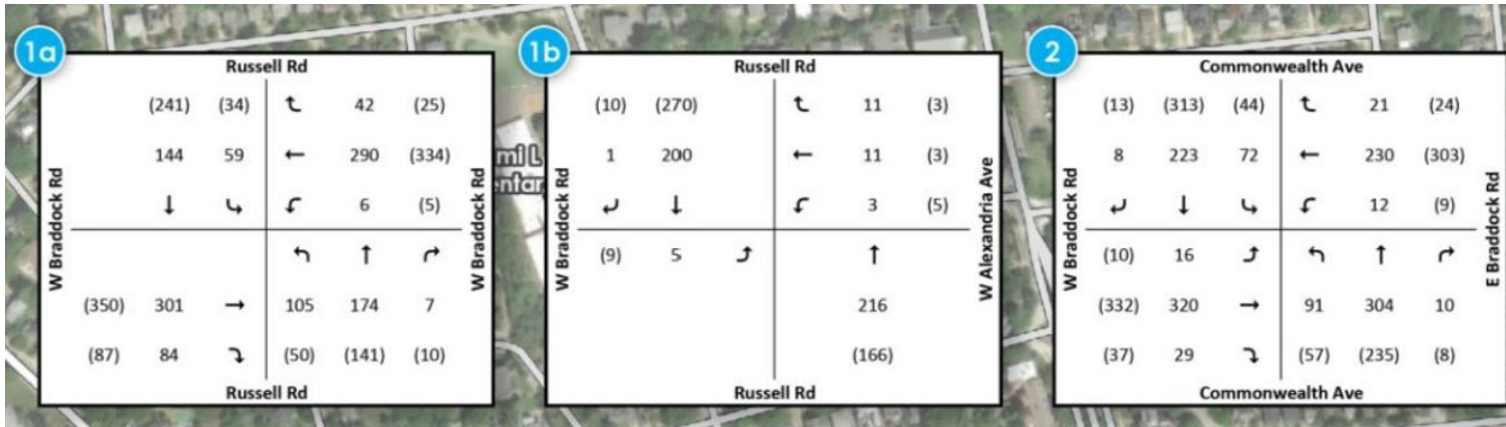 1a
Russell Rd
(241) (34) 42 (25)
144 59 290 (334)
6 (5)
W Braddock Rd
W Braddock Rd
(350) 301 105 174 7
(87) 84 (50) (141) (10)
Russell Rd
1b
Russell Rd
(10) (270) 11 (3)
1 200 11 (3)
3 (5)
W Braddock Rd
W Alexandria Ave
(9) 5
216
(166)
Russell Rd
2
Commonwealth Ave
(13) (313) (44) 21 (24)
8 223 72 230 (303)
12 (9)
W Braddock Rd
E Braddock Rd
(10) 16
(332) 320 91 304 10
(37) 29 (57) (235) (8)
Commonwealth Ave